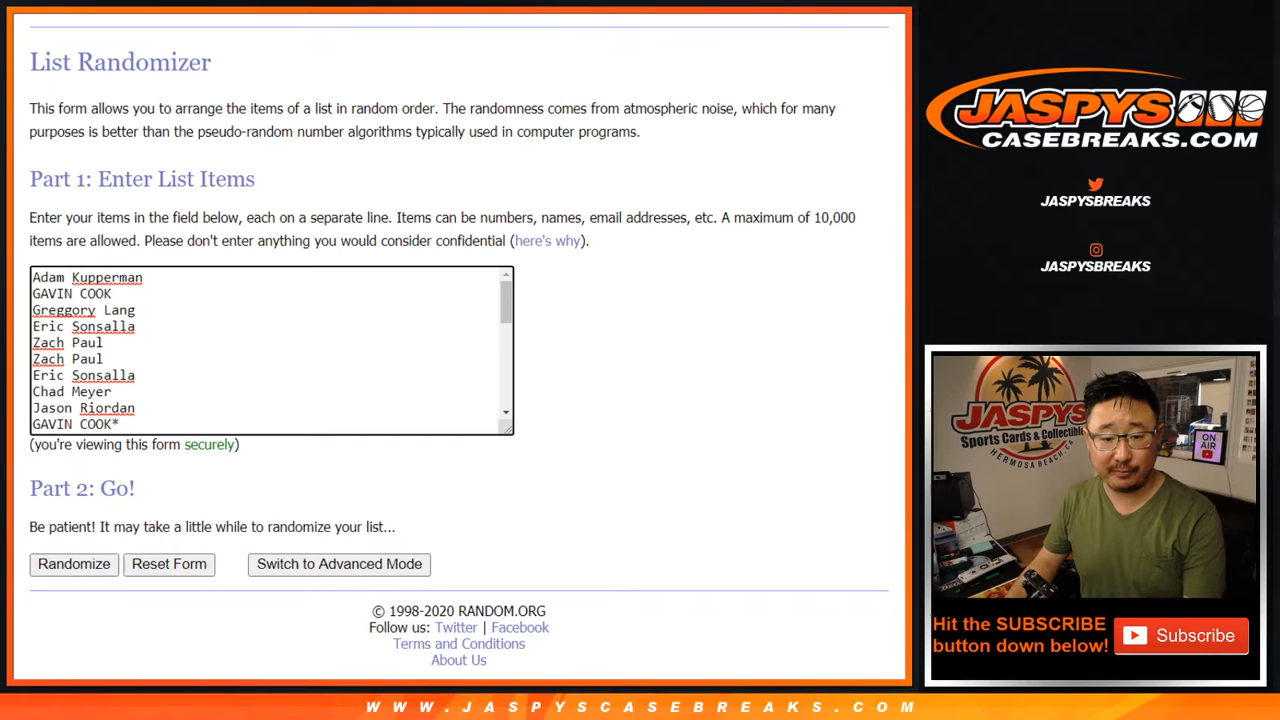 List Randomizer
This form allows you to arrange the items of a list in random order. The randomness comes from atmospheric noise, which for many
purposes is better than the pseudo-random number algorithms typically used in computer programs.
Part 1: Enter List Items
Enter your items in the field below, each on a separate line. Items can be numbers, names, email addresses, etc. A maximum of 10,000
items are allowed. Please don't enter anything you would consider confidential (here's why).
Adam Kupperman
GAVIN COOK
Greggory Lang
Eric Sonsalla
Zach Paul
Zach Paul
Eric Sonsalla
Chad Meyer
Jason Riordan
GAVIN COOK*
(you're viewing this form securely)
Part 2: Go!
Be patient! It may take a little while to randomize your list...
Randomize Reset Form Switch to Advanced Mode
© 1998-2020 RANDOM.ORG
Follow us: Twitter | Facebook
Terms and Conditions
About Us
JASPYS
CASEBREAKS.COM
JASPYSBREAKS
JASPYSBREAKS
JASPYS
Sports Cards & Collectible
HERMOSA BEACH, CA
ON
AIR
Hit the SUBSCRIBE
button down below!
Subscribe
WWW.JASPYSCASEBREAKS.COM